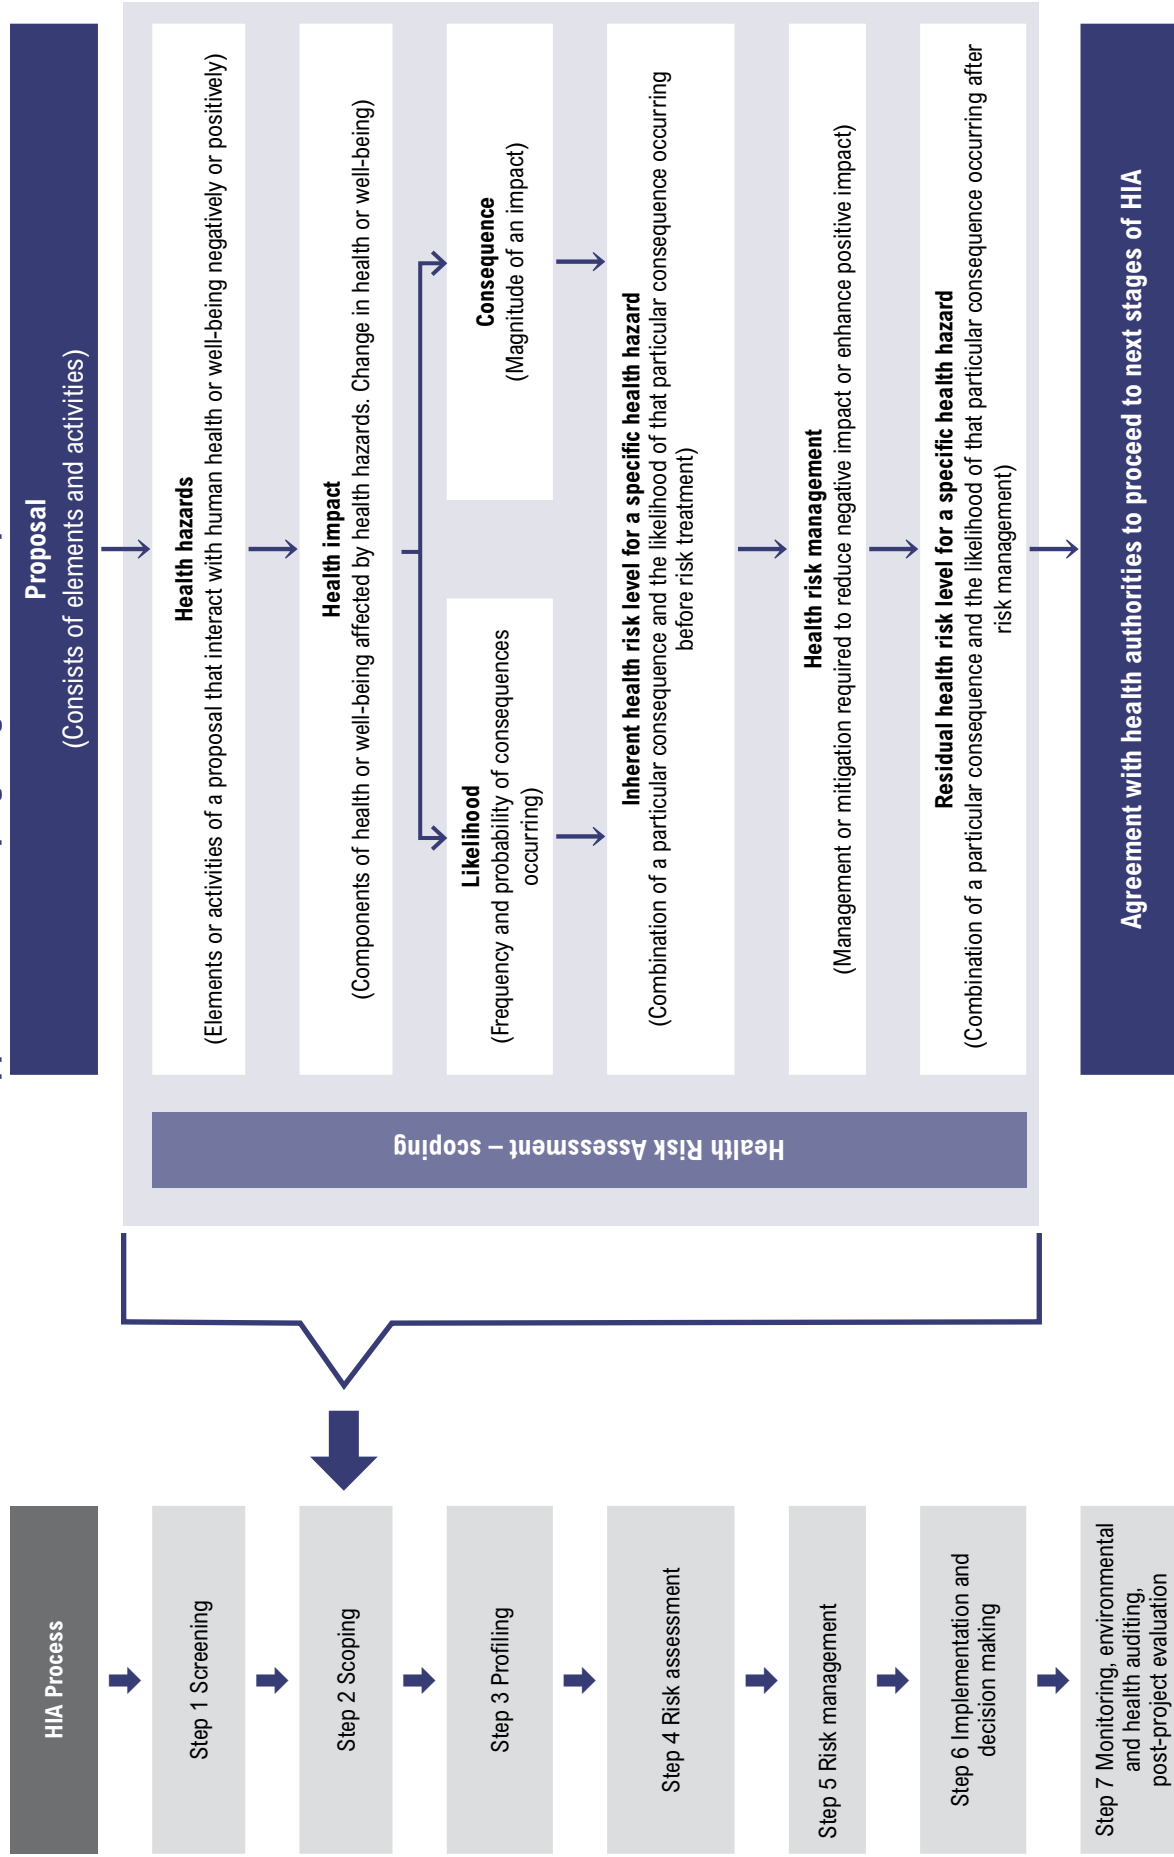 HIA Process
Step 1 Screening
Step 2 Scoping
Step 3 Profiling
Step 4 Risk assessment
Step 5 Risk management
Step 6 Implementation and
decision making
Step 7 Monitoring, environmental
and health auditing,
post-project evaluation
Health Risk Assessment – scoping
Proposal
(Consists of elements and activities)
Health hazards
(Elements or activities of a proposal that interact with human health or well-being negatively or positively)
Health impact
(Components of health or well-being affected by health hazards. Change in health or well-being)
Likelihood
(Frequency and probability of consequences
occurring)
Consequence
(Magnitude of an impact)
Inherent health risk level for a specific health hazard
(Combination of a particular consequence and the likelihood of that particular consequence occurring
before risk treatment)
Health risk management
(Management or mitigation required to reduce negative impact or enhance positive impact)
Residual health risk level for a specific health hazard
(Combination of a particular consequence and the likelihood of that particular consequence occurring after
risk management)
Agreement with health authorities to proceed to next stages of HIA